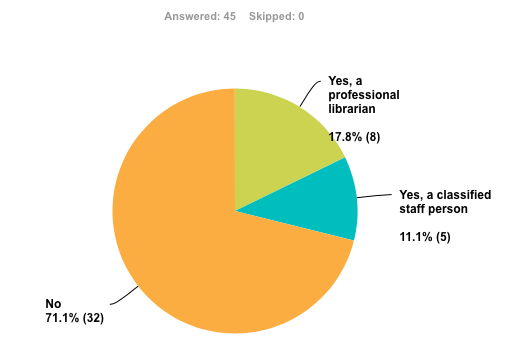 Answered: 45 Skipped: 0
Yes, a
professional
librarian
17.8% (8)
Yes, a classified
staff person
11.1% (5)
No
71.1% (32)